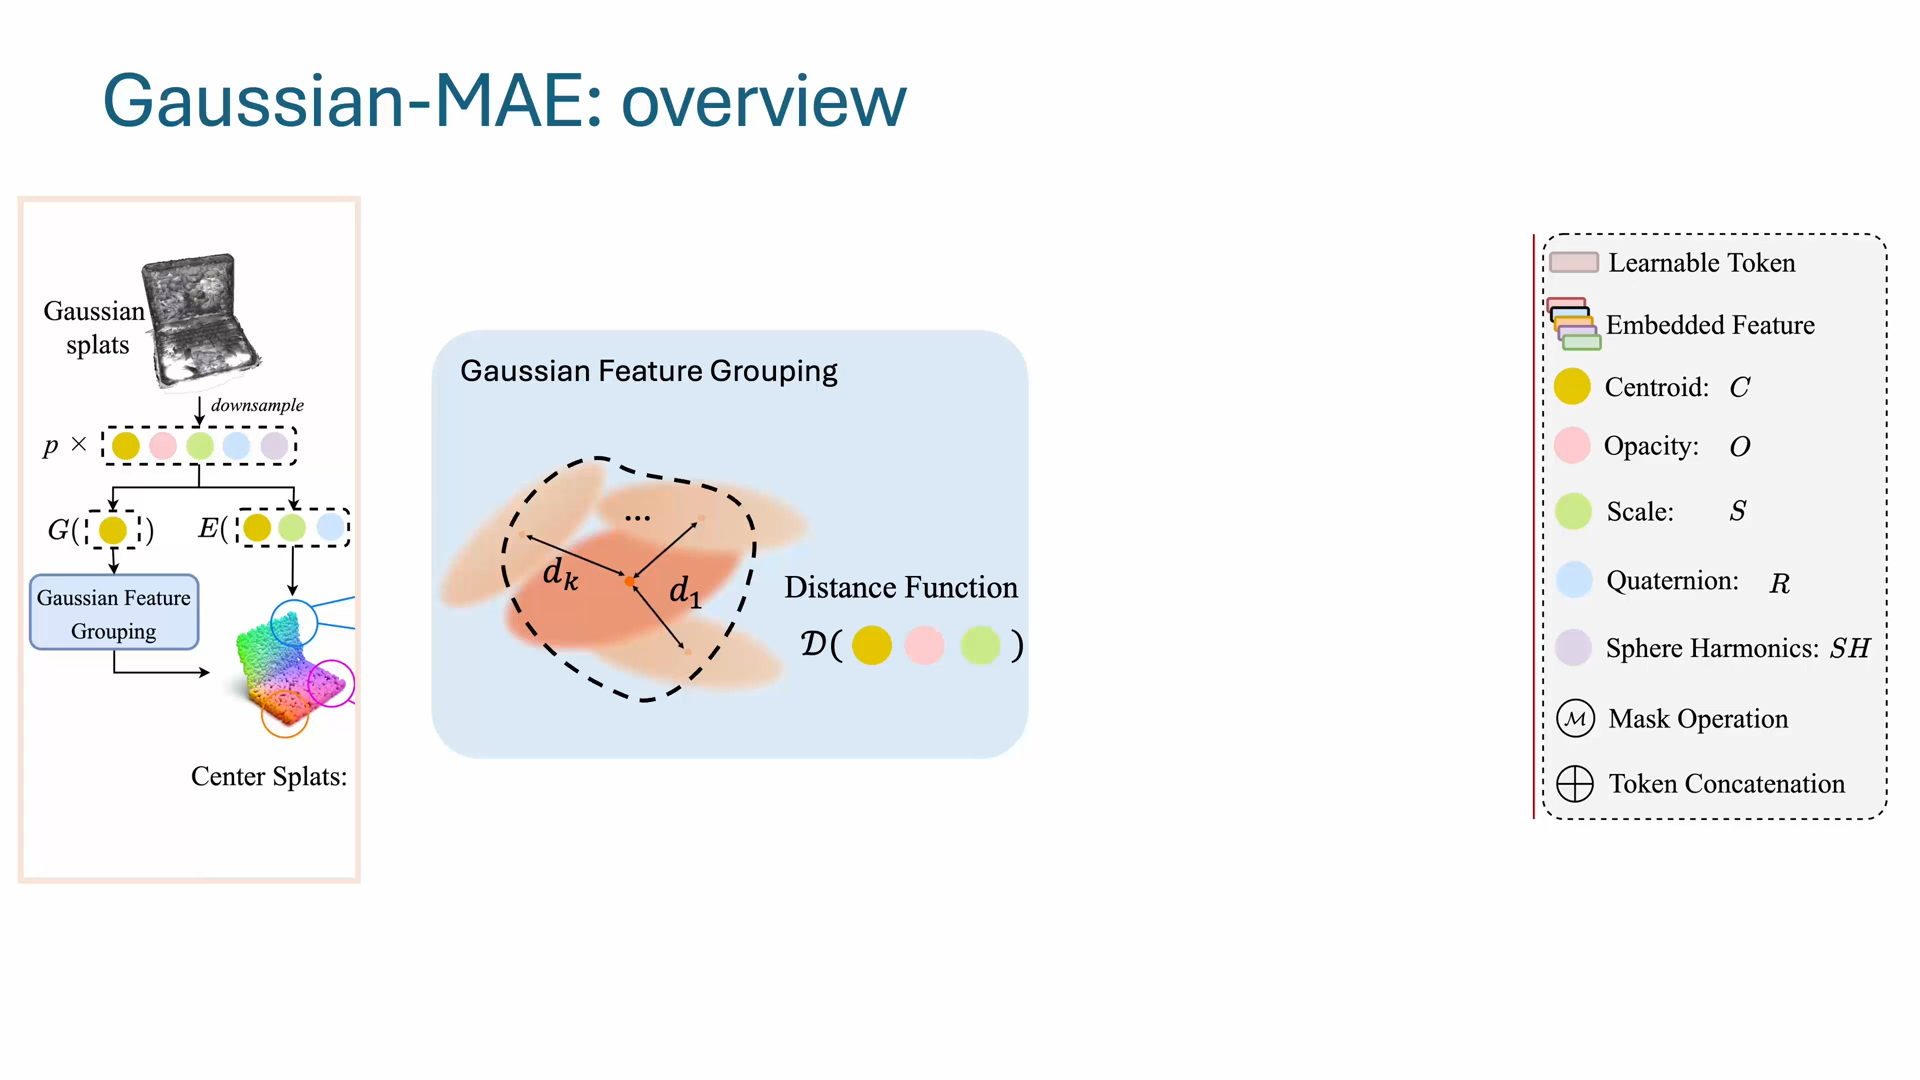 Gaussian-MAE: overview
Gaussian
splats
downsample
p ×
G( )
E(
Gaussian Feature
Grouping
Center Splats:
Gaussian Feature Grouping
...
d_k
d_1
Distance Function
𝒟( )
Learnable Token
Embedded Feature
Centroid: C
Opacity: O
Scale: S
Quaternion: R
Sphere Harmonics: SH
ℳ Mask Operation
Token Concatenation